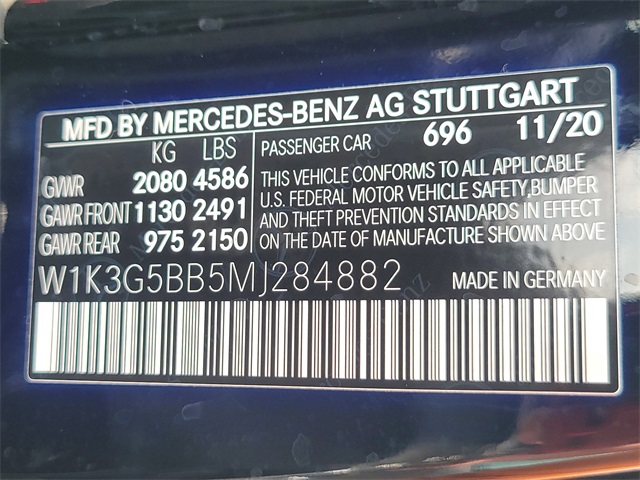 MFD BY MERCEDES-BENZ AG STUTTGART
KG LBS
GVWR 2080 4586
GAWR FRONT 1130 2491
GAWR REAR 975 2150
PASSENGER CAR 696 11/20
THIS VEHICLE CONFORMS TO ALL APPLICABLE
U.S. FEDERAL MOTOR VEHICLE SAFETY,BUMPER
AND THEFT PREVENTION STANDARDS IN EFFECT
ON THE DATE OF MANUFACTURE SHOWN ABOVE
W1K3G5BB5MJ284882 MADE IN GERMANY